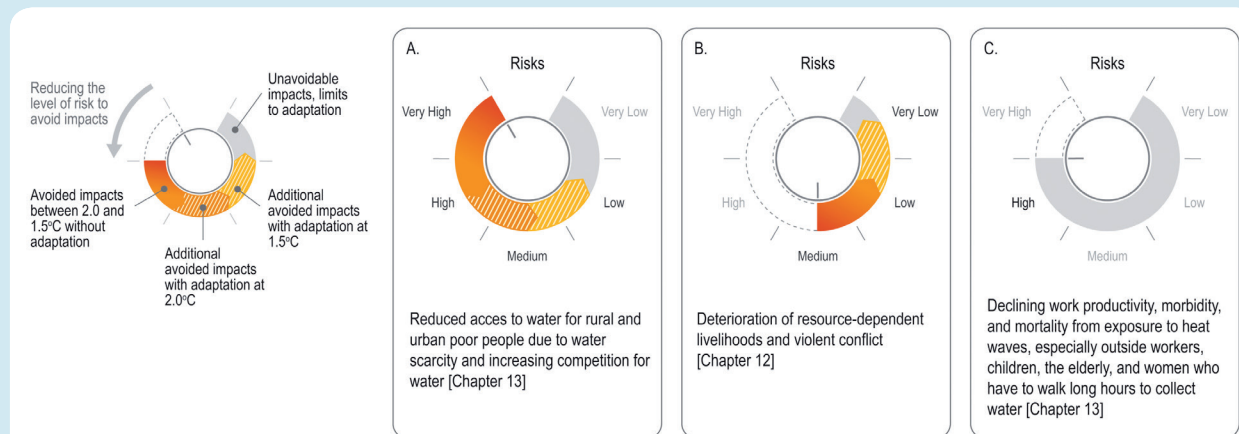 Reducing the
level of risk to
avoid impacts
Unavoidable
impacts, limits
to adaptation
Avoided impacts
between 2.0 and
1.5ºC without
adaptation
Additional
avoided impacts
with adaptation at
2.0ºC
Additional
avoided impacts
with adaptation at
1.5ºC
A.
Risks
Very High
Very Low
High
Low
Medium
Reduced acces to water for rural and
urban poor people due to water
scarcity and increasing competition for
water [Chapter 13]
B.
Risks
Very High
Very Low
High
Low
Medium
Deterioration of resource-dependent
livelihoods and violent conflict
[Chapter 12]
C.
Risks
Very High
Very Low
High
Low
Medium
Declining work productivity, morbidity,
and mortality from exposure to heat
waves, especially outside workers,
children, the elderly, and women who
have to walk long hours to collect
water [Chapter 13]